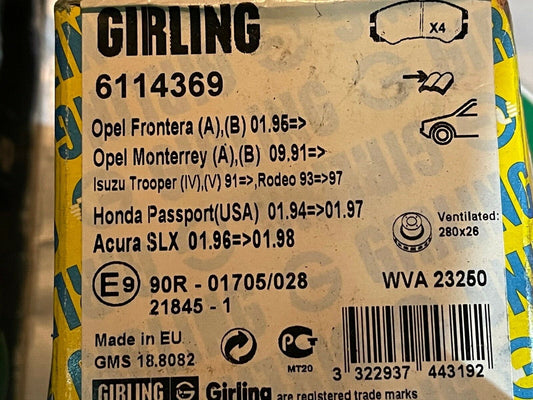 GIRLING
X4
6114369
Opel Frontera (A),(B) 01.95=>
Opel Monterrey (A),(B) 09.91=>
Isuzu Trooper (IV),(V) 91=>,Rodeo 93=>97
Honda Passport(USA) 01.94=>01.97
Acura SLX 01.96=>01.98
Ventilated:
280x26
E9 90R - 01705/028
21845 - 1
WVA 23250
Made in EU
GMS 18.8082
PCT
MT20
3 322937 443192
GIRLING Girling are registered trade marks